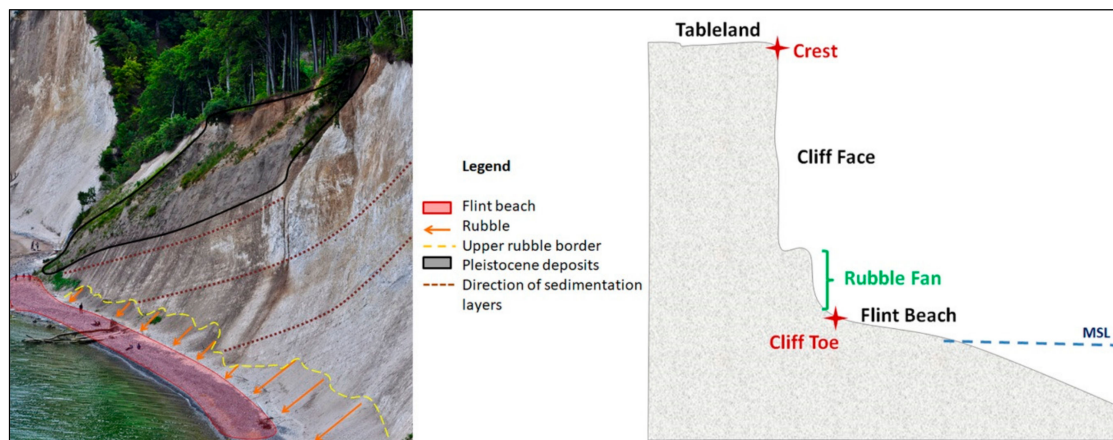 Legend
Flint beach
Rubble
Upper rubble border
Pleistocene deposits
Direction of sedimentation
layers
Tableland
Crest
Cliff Face
Rubble Fan
Flint Beach
Cliff Toe
MSL